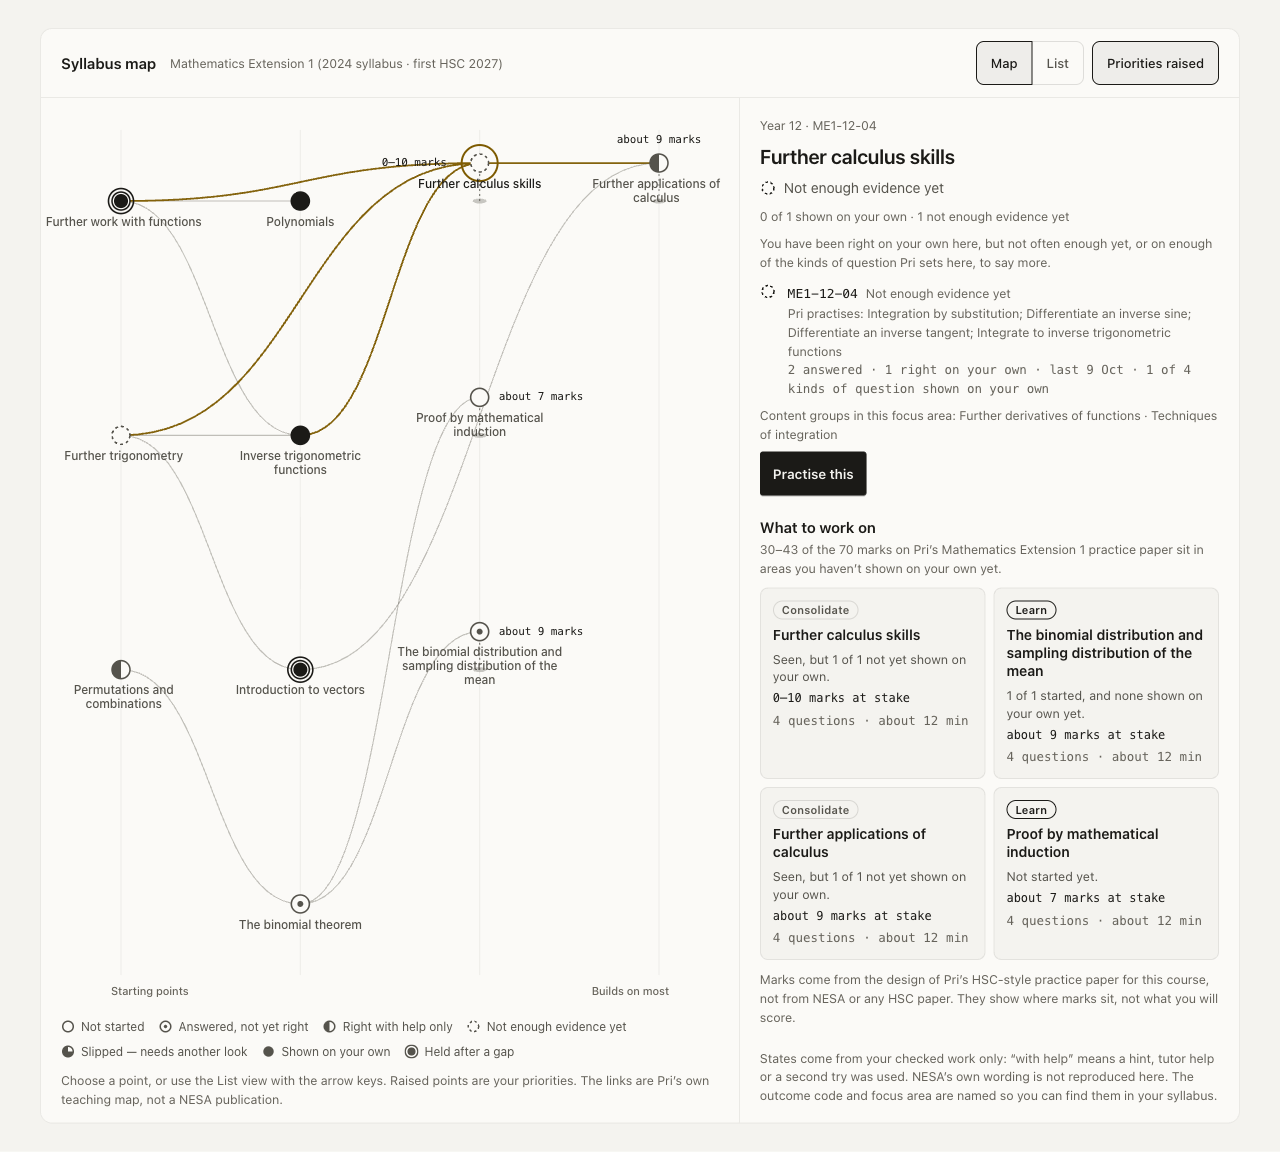 Syllabus map
Mathematics Extension 1 (2024 syllabus · first HSC 2027)
Map
List
Priorities raised
about 9 marks
0–10 marks
Further calculus skills
Further applications of
calculus
Further work with functions
Polynomials
about 7 marks
Proof by mathematical
induction
Further trigonometry
Inverse trigonometric
functions
about 9 marks
The binomial distribution and
sampling distribution of the
mean
Permutations and
combinations
Introduction to vectors
The binomial theorem
Starting points
Builds on most
Not started
Answered, not yet right
Right with help only
Not enough evidence yet
Slipped — needs another look
Shown on your own
Held after a gap
Choose a point, or use the List view with the arrow keys. Raised points are your priorities. The links are Pri's own
teaching map, not a NESA publication.
Year 12 · ME1-12-04
Further calculus skills
Not enough evidence yet
0 of 1 shown on your own · 1 not enough evidence yet
You have been right on your own here, but not often enough yet, or on enough
of the kinds of question Pri sets here, to say more.
ME1-12-04 Not enough evidence yet
Pri practises: Integration by substitution; Differentiate an inverse sine;
Differentiate an inverse tangent; Integrate to inverse trigonometric
functions
2 answered · 1 right on your own · last 9 Oct · 1 of 4
kinds of question shown on your own
Content groups in this focus area: Further derivatives of functions · Techniques
of integration
Practise this
What to work on
30–43 of the 70 marks on Pri's Mathematics Extension 1 practice paper sit in
areas you haven't shown on your own yet.
Consolidate
Further calculus skills
Seen, but 1 of 1 not yet shown on
your own.
0–10 marks at stake
4 questions · about 12 min
Learn
The binomial distribution and
sampling distribution of the
mean
1 of 1 started, and none shown on
your own yet.
about 9 marks at stake
4 questions · about 12 min
Consolidate
Further applications of
calculus
Seen, but 1 of 1 not yet shown on
your own.
about 9 marks at stake
4 questions · about 12 min
Learn
Proof by mathematical
induction
Not started yet.
about 7 marks at stake
4 questions · about 12 min
Marks come from the design of Pri's HSC-style practice paper for this course,
not from NESA or any HSC paper. They show where marks sit, not what you will
score.
States come from your checked work only: “with help” means a hint, tutor help
or a second try was used. NESA's own wording is not reproduced here. The
outcome code and focus area are named so you can find them in your syllabus.